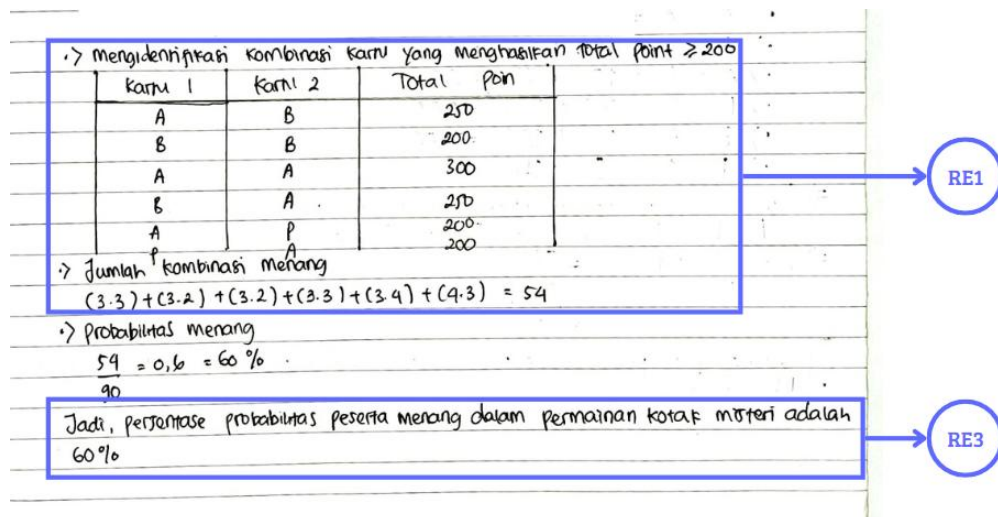 ·> mengidentifikasi kombinasi kartu yang menghasilkan total point ≥ 200
Kartu 1 Kartu 2 Total Poin
A B 250
B B 200
A A 300
B A 250
A P 200
P A 200
·> Jumlah kombinasi menang
(3.3) + (3.2) + (3.2) + (3.3) + (3.4) + (4.3) = 54
·> probabilitas menang
54 = 0,6 = 60 %
90
Jadi, persentase probabilitas peserta menang dalam permainan kotak misteri adalah
60%
RE1
RE3